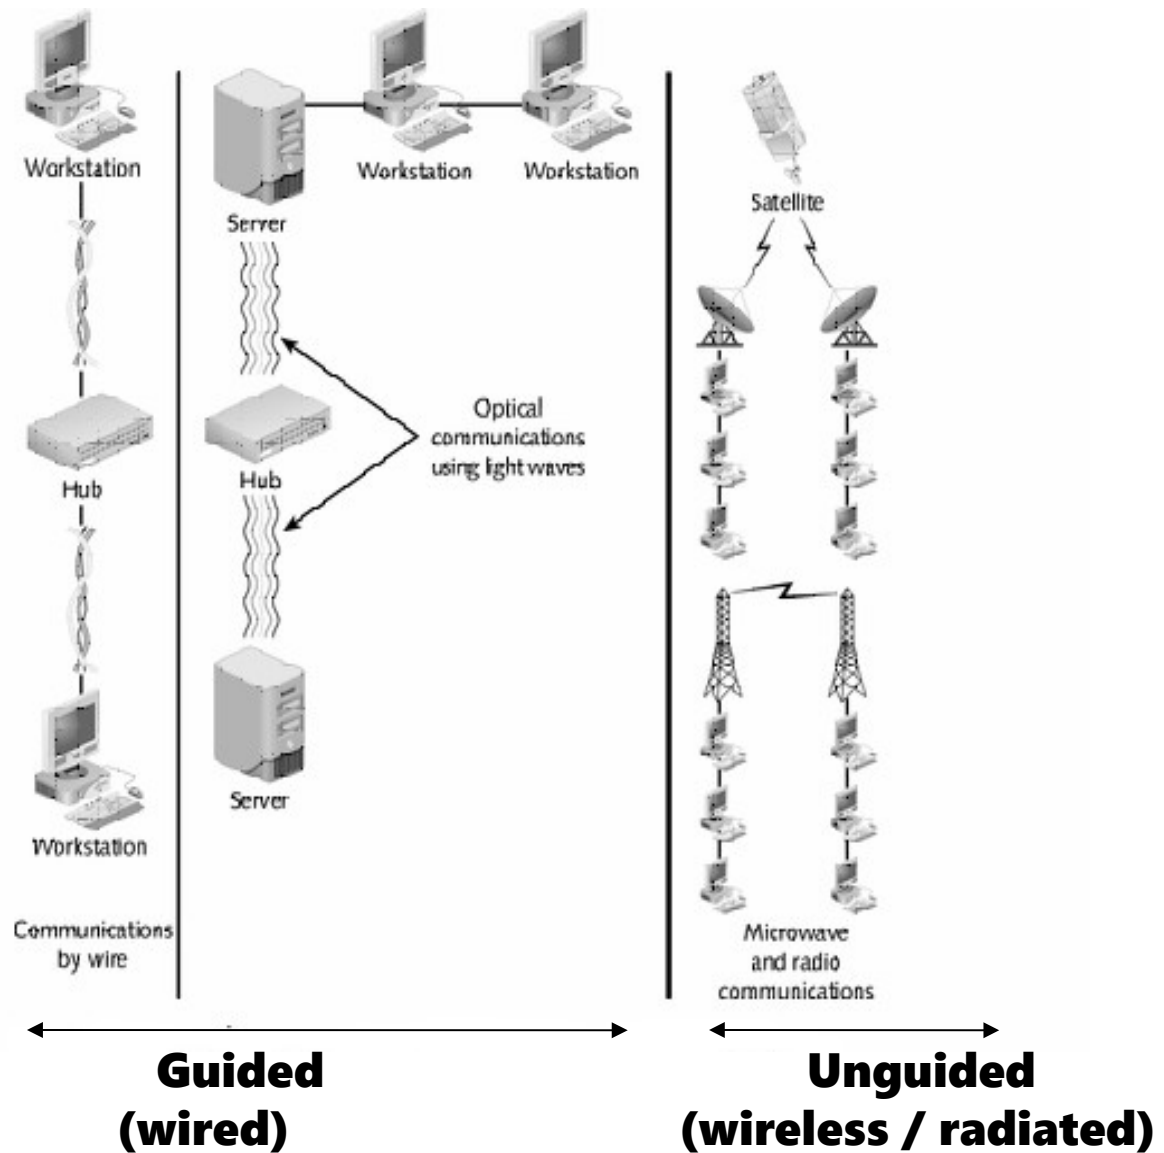 Workstation
Hub
Workstation
Communications
by wire
Server
Workstation
Workstation
Optical
communications
using light waves
Hub
Server
Satellite
Microwave
and radio
communications
Guided
(wired)
Unguided
(wireless / radiated)